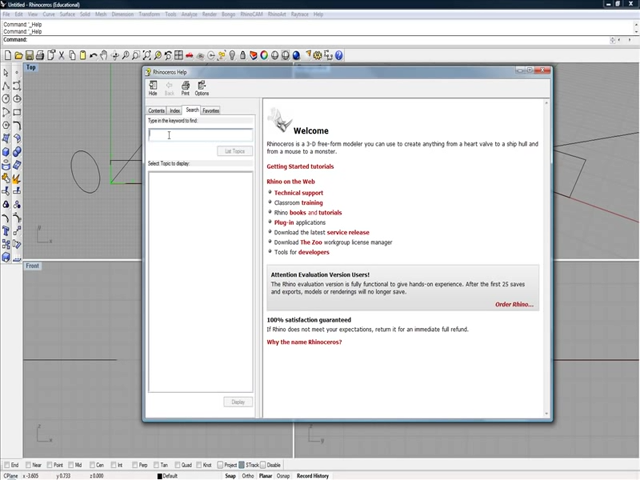 Untitled - Rhinoceros (Educational)
File Edit View Curve Surface Solid Mesh Dimension Transform Tools Analyze Render Bongo RhinoCAM RhinoNest Raytrace Help
Command: '_Help
Command: '_Help
Command:
Top
Rhinoceros Help
Hide Back Print Options
Contents Index Search Favorites
Type in the keyword to find:
List Topics
Select Topic to display:
Display
Welcome
Rhinoceros is a 3-D free-form modeler you can use to create anything from a heart valve to a ship hull and
from a mouse to a monster.
Getting Started tutorials
Rhino on the Web
Technical support
Classroom training
Rhino books and tutorials
Plug-in applications
Download the latest service release
Download The Zoo workgroup license manager
Tools for developers
Attention Evaluation Version Users!
The Rhino evaluation version is fully functional to give hands-on experience. After the first 25 saves
and exports, models or renderings will no longer save.
Order Rhino...
100% satisfaction guaranteed
If Rhino does not meet your expectations, return it for an immediate full refund.
Why the name Rhinoceros?
Front
End Near Point Mid Cen Int Perp Tan Quad Knot Project STrack Disable
CPlane x -3.605 y 0.733 z 0.000 Default Snap Ortho Planar Osnap Record History